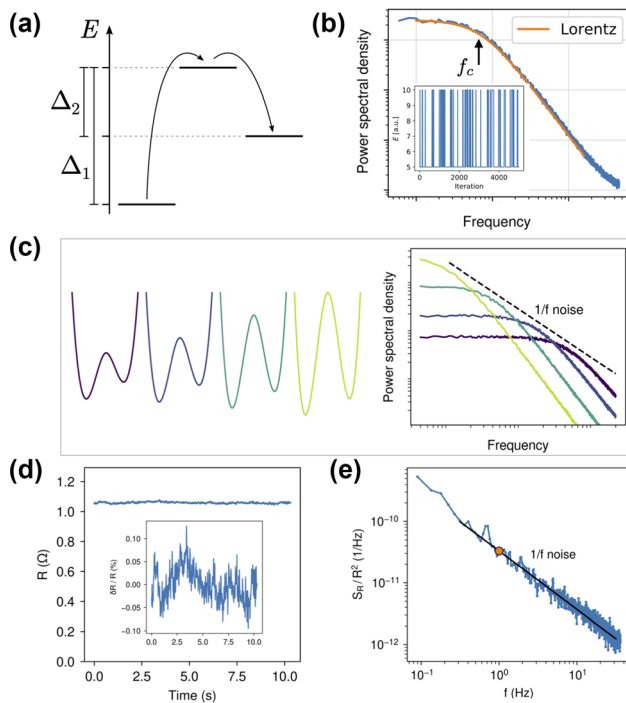 (a)
E
Δ₂
Δ₁
(b)
Power spectral density
Lorentz
f_c
E [a.u.]
10
9
8
7
6
5
0 2000 4000
Iteration
Frequency
(c)
Power spectral density
1/f noise
Frequency
(d)
R (Ω)
1.2
1.0
0.8
0.6
0.4
0.2
0.0
δR / R (%)
0.10
0.05
0.00
−0.05
−0.10
0.0 2.5 5.0 7.5 10.0
0.0 2.5 5.0 7.5 10.0
Time (s)
(e)
S_R / R² (1/Hz)
10⁻¹⁰
10⁻¹¹
10⁻¹²
1/f noise
10⁻¹ 10⁰ 10¹
f (Hz)